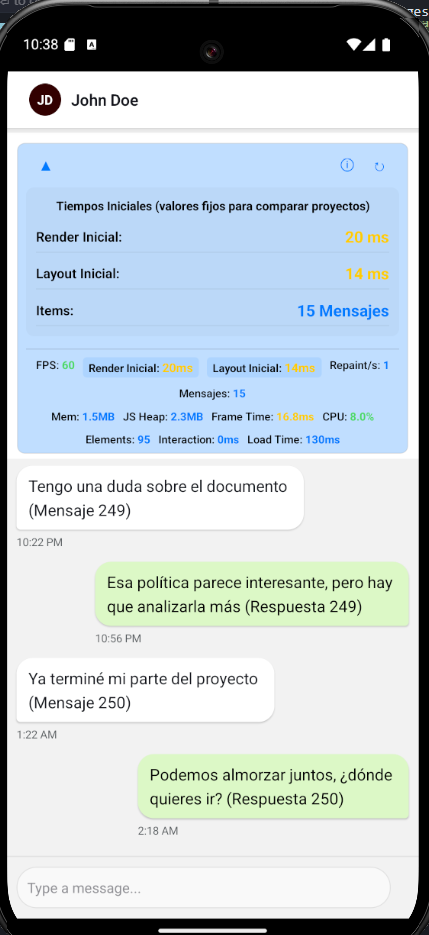 ges
10:38
A
JD John Doe
▲
Tiempos Iniciales (valores fijos para comparar proyectos)
Render Inicial: 20 ms
Layout Inicial: 14 ms
Items: 15 Mensajes
FPS: 60 Render Inicial: 20ms Layout Inicial: 14ms Repaint/s: 1
Mensajes: 15
Mem: 1.5MB JS Heap: 2.3MB Frame Time: 16.8ms CPU: 8.0%
Elements: 95 Interaction: 0ms Load Time: 130ms
Tengo una duda sobre el documento
(Mensaje 249)
10:22 PM
Esa política parece interesante, pero hay
que analizarla más (Respuesta 249)
10:56 PM
Ya terminé mi parte del proyecto
(Mensaje 250)
1:22 AM
Podemos almorzar juntos, ¿dónde
quieres ir? (Respuesta 250)
2:18 AM
Type a message...